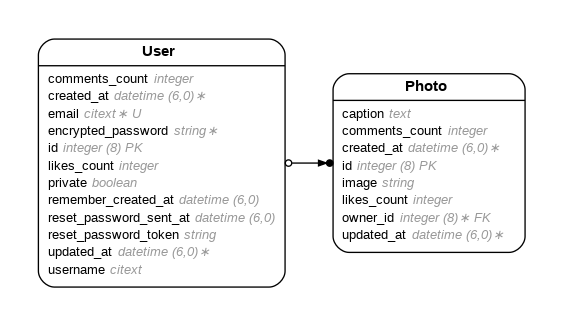 User
comments_count integer
created_at datetime (6,0)∗
email citext∗ U
encrypted_password string∗
id integer (8) PK
likes_count integer
private boolean
remember_created_at datetime (6,0)
reset_password_sent_at datetime (6,0)
reset_password_token string
updated_at datetime (6,0)∗
username citext
Photo
caption text
comments_count integer
created_at datetime (6,0)∗
id integer (8) PK
image string
likes_count integer
owner_id integer (8)∗ FK
updated_at datetime (6,0)∗